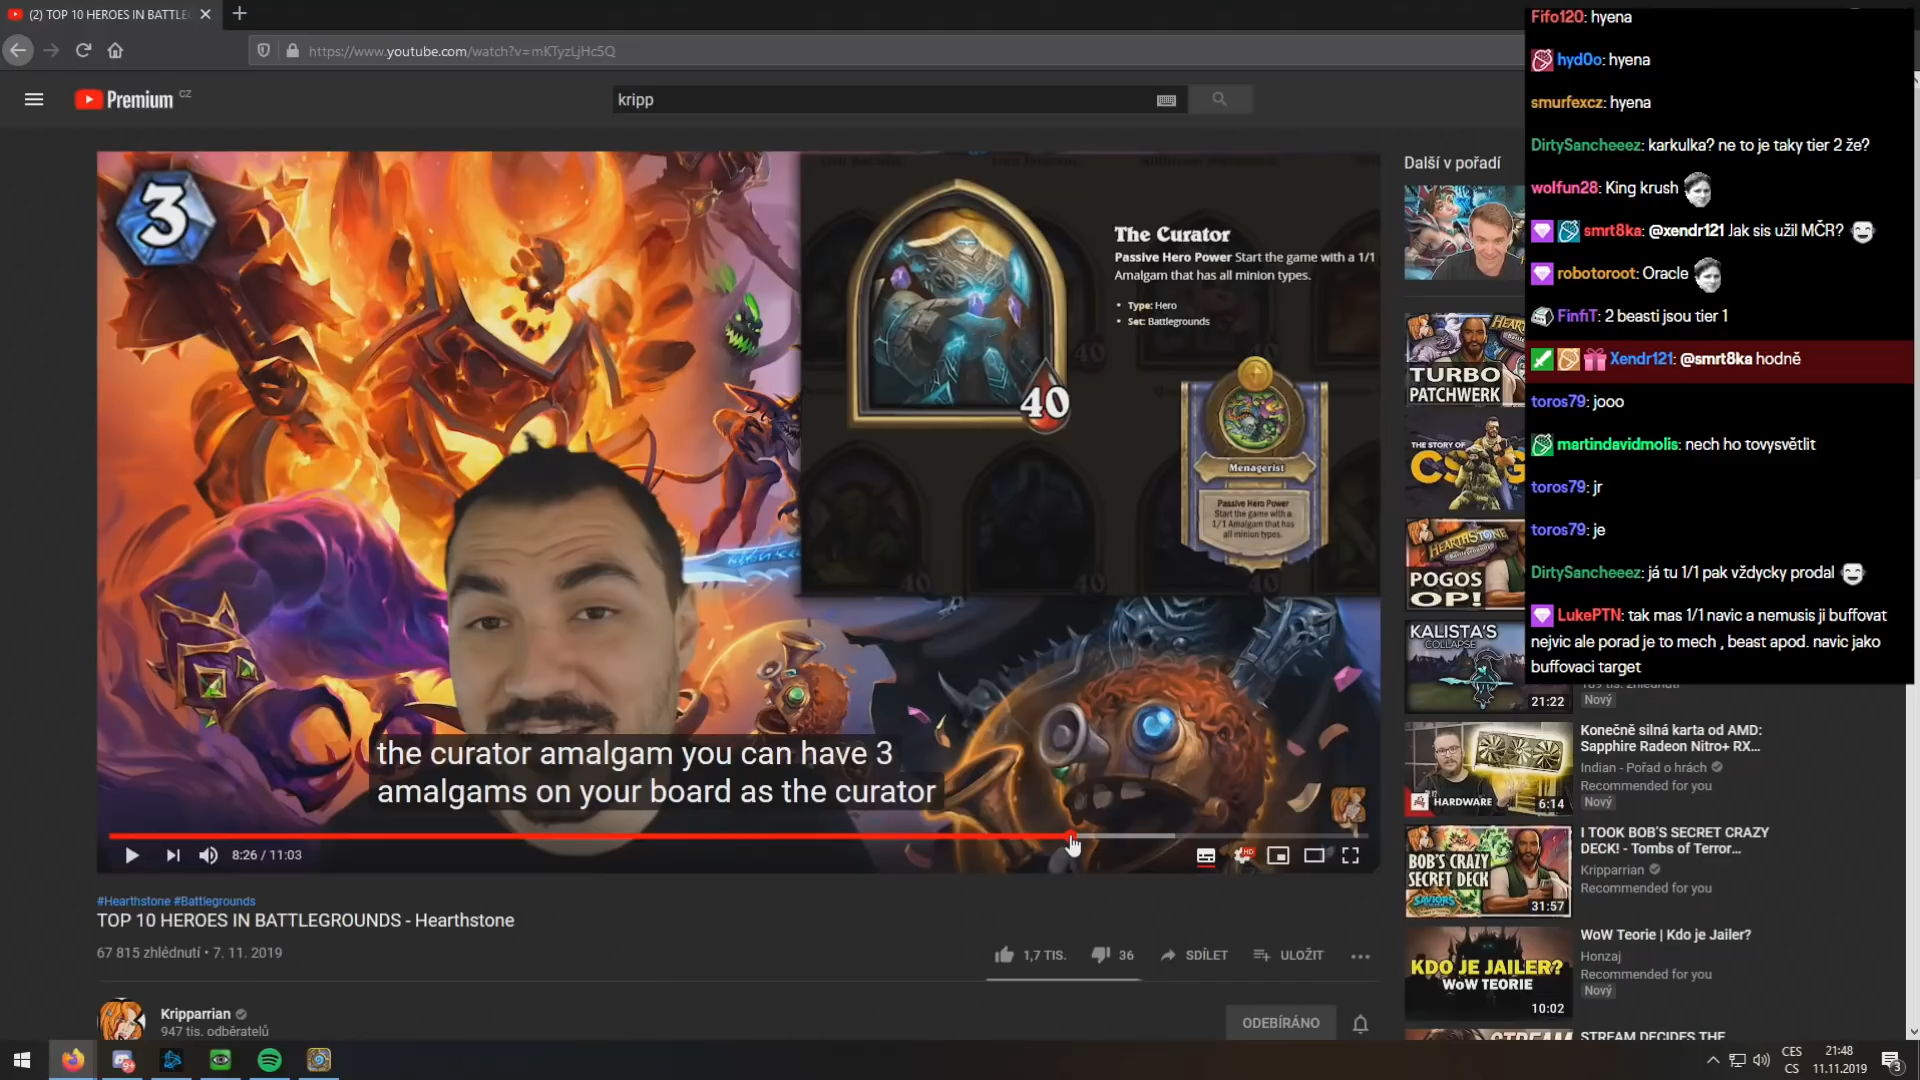 (2) TOP 10 HEROES IN BATTLE
https://www.youtube.com/watch?v=mKTyzLjHc5Q
Premium CZ
kripp
3
40
The Curator
Passive Hero Power Start the game with a 1/1
Amalgam that has all minion types.
• Type: Hero
• Set: Battlegrounds
Menagerist
Passive Hero Power
Start the game with a
1/1 Amalgam that has
all minion types.
40
40
40
40
the curator amalgam you can have 3
amalgams on your board as the curator
8:26 / 11:03
HD
#Hearthstone #Battlegrounds
TOP 10 HEROES IN BATTLEGROUNDS - Hearthstone
67 815 zhlédnutí • 7. 11. 2019
1,7 TIS.
36
SDÍLET
ULOŽIT
Kripparrian
947 tis. odběratelů
ODEBÍRÁNO
Další v pořadí
TURBO
PATCHWERK
THE STORY OF
HEARTHSTONE
POGOS
OP!
KALISTA'S
COLLAPSE
21:22
Nový
HARDWARE
6:14
Konečně silná karta od AMD:
Sapphire Radeon Nitro+ RX...
Indian - Pořad o hrách
Recommended for you
Nový
BOB'S CRAZY
SECRET DECK
SAVIORS
31:57
I TOOK BOB'S SECRET CRAZY
DECK! - Tombs of Terror...
Kripparrian
Recommended for you
KDO JE JAILER?
WoW TEORIE
10:02
WoW Teorie | Kdo je Jailer?
Honzaj
Recommended for you
Nový
STREAM
STREAM DECIDES THE
Fifo120: hyena
hyd0o: hyena
smurfexcz: hyena
DirtySancheeez: karkulka? ne to je taky tier 2 že?
wolfun28: King krush
smrt8ka: @xendr121 Jak sis užil MČR?
robotoroot: Oracle
FinfiT: 2 beasti jsou tier 1
Xendr121: @smrt8ka hodně
toros79: jooo
martindavidmolis: nech ho tovysvětlit
toros79: jr
toros79: je
DirtySancheeez: já tu 1/1 pak vždycky prodal
LukePTN: tak mas 1/1 navic a nemusis ji buffovat
nejvic ale porad je to mech , beast apod. navic jako
buffovaci target
9+
CES
CS
21:48
11.11.2019
3